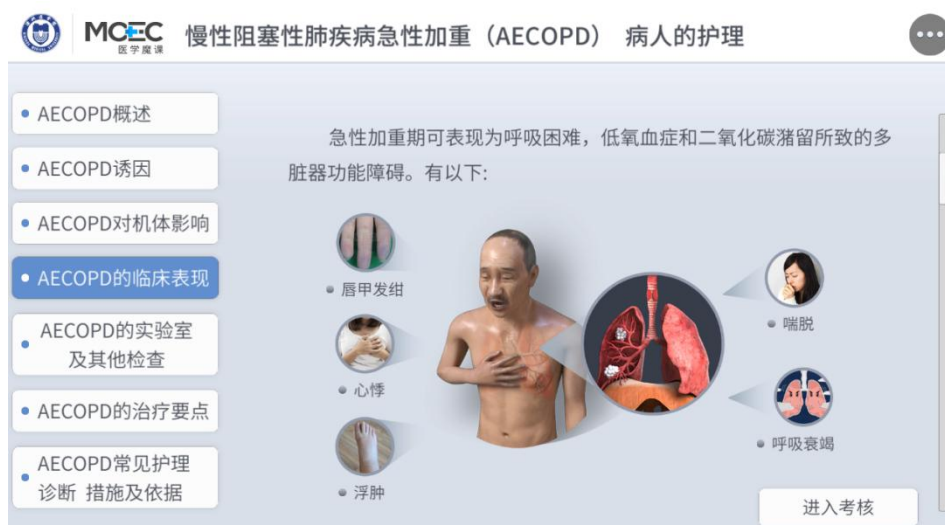 MCEC
医学魔课
慢性阻塞性肺疾病急性加重（AECOPD） 病人的护理
AECOPD概述
AECOPD诱因
AECOPD对机体影响
AECOPD的临床表现
AECOPD的实验室
及其他检查
AECOPD的治疗要点
AECOPD常见护理
诊断 措施及依据
急性加重期可表现为呼吸困难，低氧血症和二氧化碳潴留所致的多
脏器功能障碍。有以下:
唇甲发绀
心悸
浮肿
喘脱
呼吸衰竭
进入考核